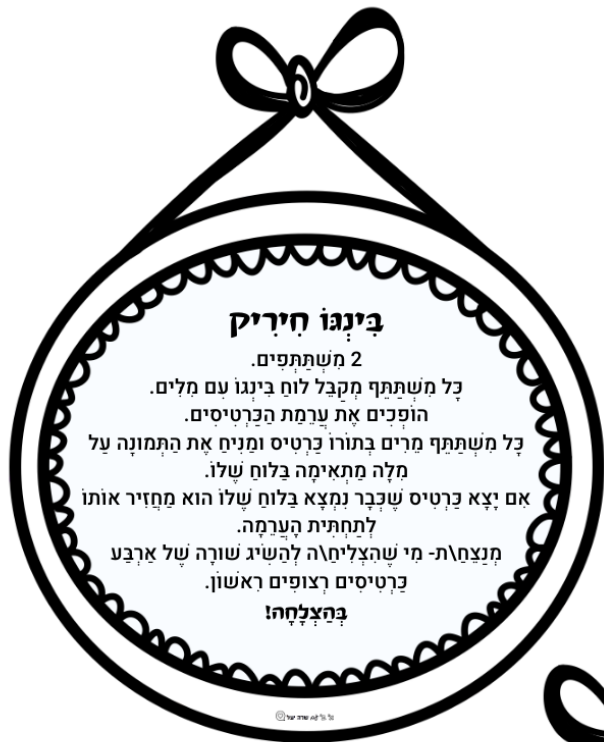 בִּינְגּוֹ חִירִיק
2 מִשְׁתַּתְּפִים.
כָּל מִשְׁתַּתֵּף מְקַבֵּל לוּחַ בִּינְגוֹ עִם מִלִּים.
הוֹפְכִים אֶת עֲרֵמַת הַכַּרְטִיסִים.
כָּל מִשְׁתַּתֵּף מֵרִים בְּתוֹרוֹ כַּרְטִיס וּמַנִּיחַ אֶת הַתְּמוּנָה עַל
מִלָּה מַתְאִימָה בַּלּוּחַ שֶׁלּוֹ.
אִם יָצָא כַּרְטִיס שֶׁכְּבָר נִמְצָא בַּלּוּחַ שֶׁלּוֹ הוּא מַחֲזִיר אוֹתוֹ
לְתַחְתִּית הָעֲרֵמָה.
מְנַצֵּחַ\ת- מִי שֶׁהִצְלִיחַ\ה לְהַשִּׂיג שׁוּרָה שֶׁל אַרְבַּע
כַּרְטִיסִים רְצוּפִים רִאשׁוֹן.
בְּהַצְלָחָה!